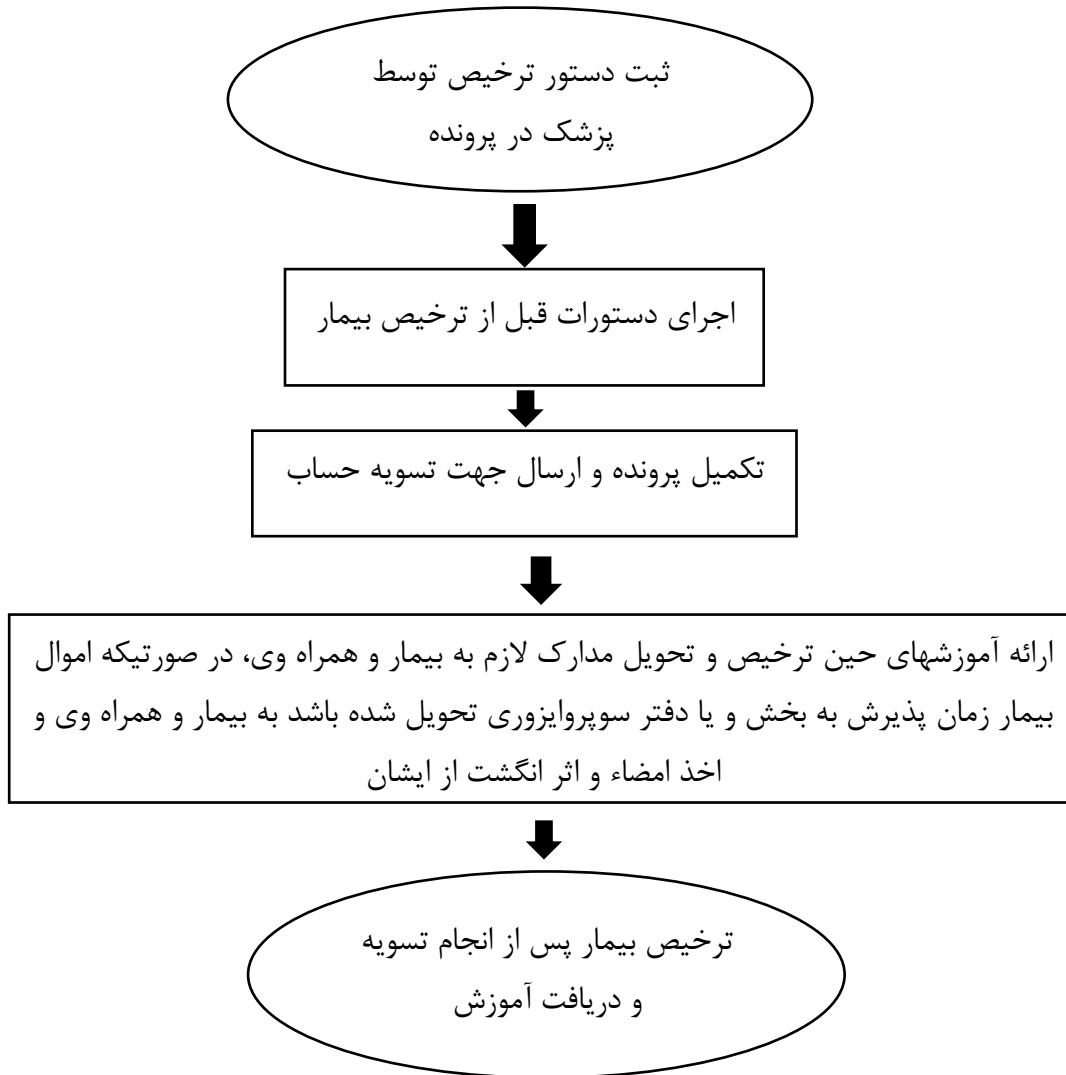 ثبت دستور ترخیص توسط
پزشک در پرونده
اجرای دستورات قبل از ترخیص بیمار
تکمیل پرونده و ارسال جهت تسویه حساب
ارائه آموزشهای حین ترخیص و تحویل مدارک لازم به بیمار و همراه وی، در صورتیکه اموال
بیمار زمان پذیرش به بخش و یا دفتر سوپروایزوری تحویل شده باشد به بیمار و همراه وی و
اخذ امضاء و اثر انگشت از ایشان
ترخیص بیمار پس از انجام تسویه
و دریافت آموزش